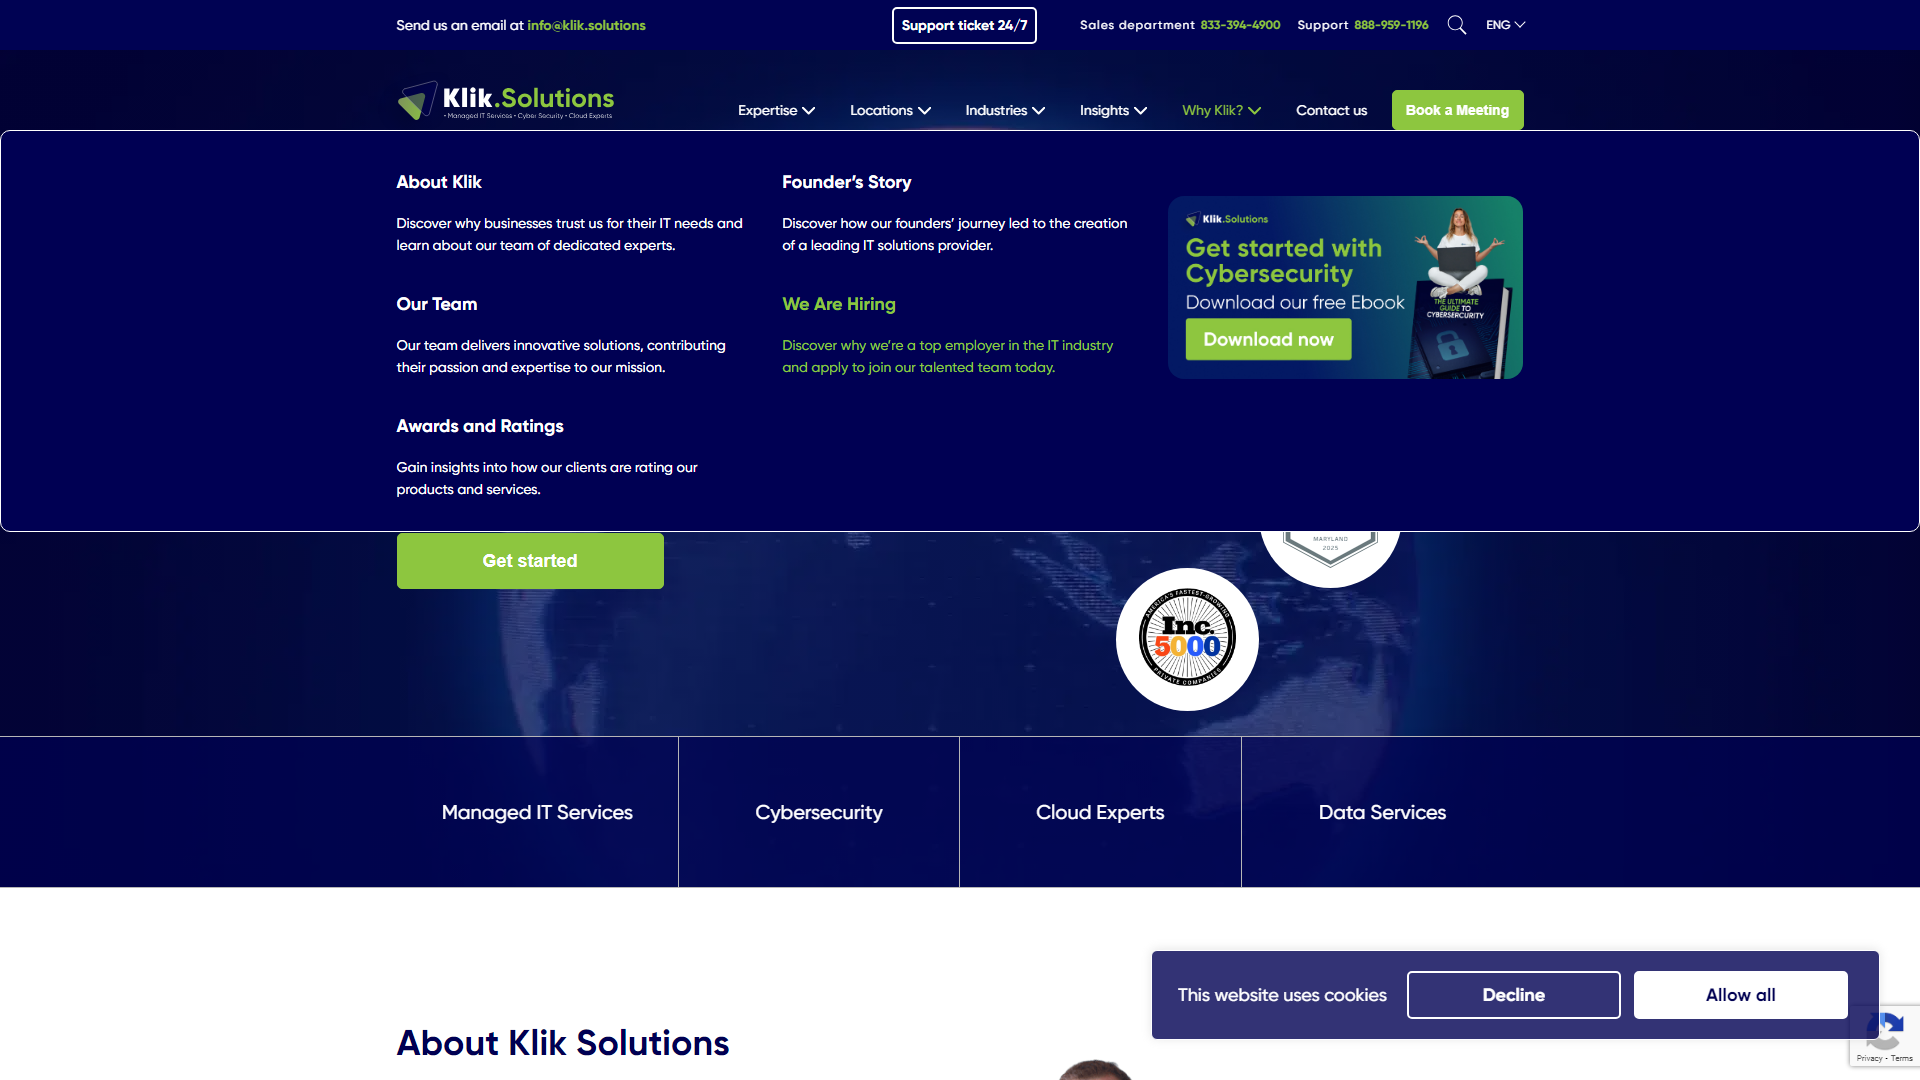 Send us an email at info@klik.solutions
Support ticket 24/7
Sales department 833-394-4900
Support 888-959-1196
ENG
Klik.Solutions
• Managed IT Services • Cyber Security • Cloud Experts
Expertise
Locations
Industries
Insights
Why Klik?
Contact us
Book a Meeting
About Klik
Discover why businesses trust us for their IT needs and
learn about our team of dedicated experts.
Founder’s Story
Discover how our founders’ journey led to the creation
of a leading IT solutions provider.
Our Team
Our team delivers innovative solutions, contributing
their passion and expertise to our mission.
We Are Hiring
Discover why we’re a top employer in the IT industry
and apply to join our talented team today.
Awards and Ratings
Gain insights into how our clients are rating our
products and services.
Klik.Solutions
Get started with
Cybersecurity
Download our free Ebook
Download now
THE ULTIMATE
GUIDE TO
CYBERSERCURITY
Get started
MARYLAND
2025
AMERICA'S FASTEST-GROWING
Inc.
5000
PRIVATE COMPANIES
Managed IT Services
Cybersecurity
Cloud Experts
Data Services
This website uses cookies
Decline
Allow all
Privacy - Terms
About Klik Solutions